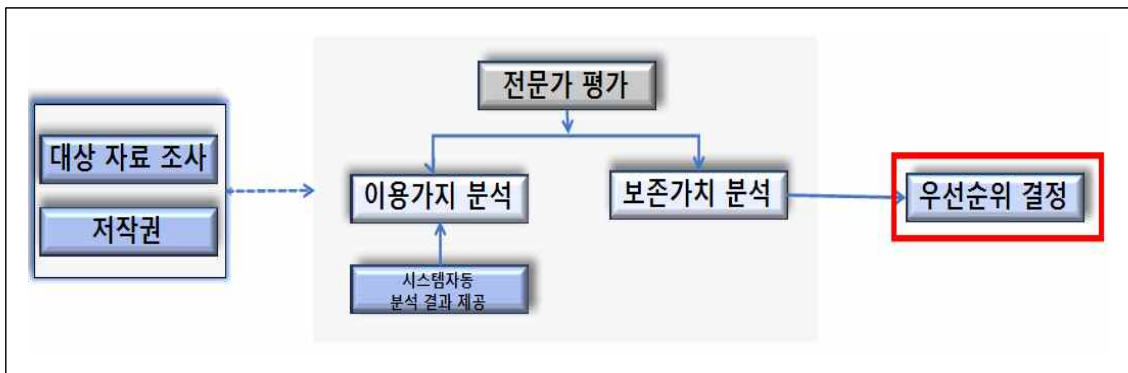 전문가 평가
대상 자료 조사
저작권
이용가지 분석
보존가치 분석
우선순위 결정
시스템자동
분석 결과 제공